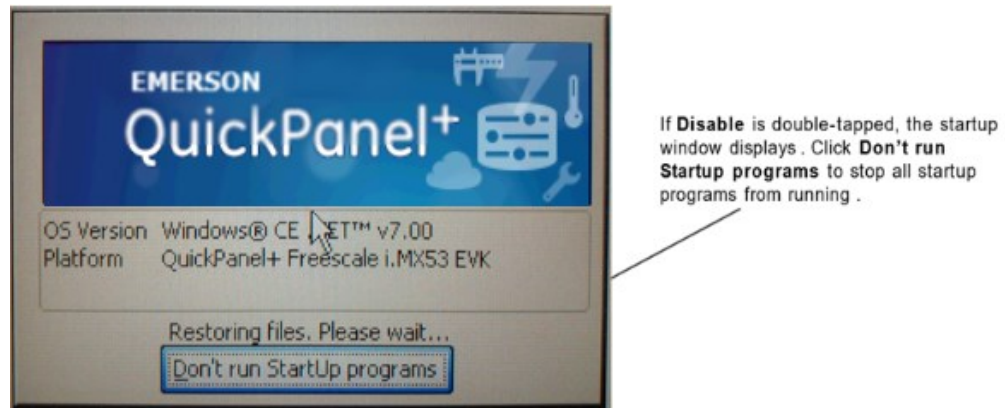 EMERSON
QuickPanel+
OS Version Windows® CE .NET™ v7.00
Platform QuickPanel+ Freescale i.MX53 EVK
Restoring files. Please wait...
Don't run StartUp programs
If Disable is double-tapped, the startup
window displays . Click Don't run
Startup programs to stop all startup
programs from running .